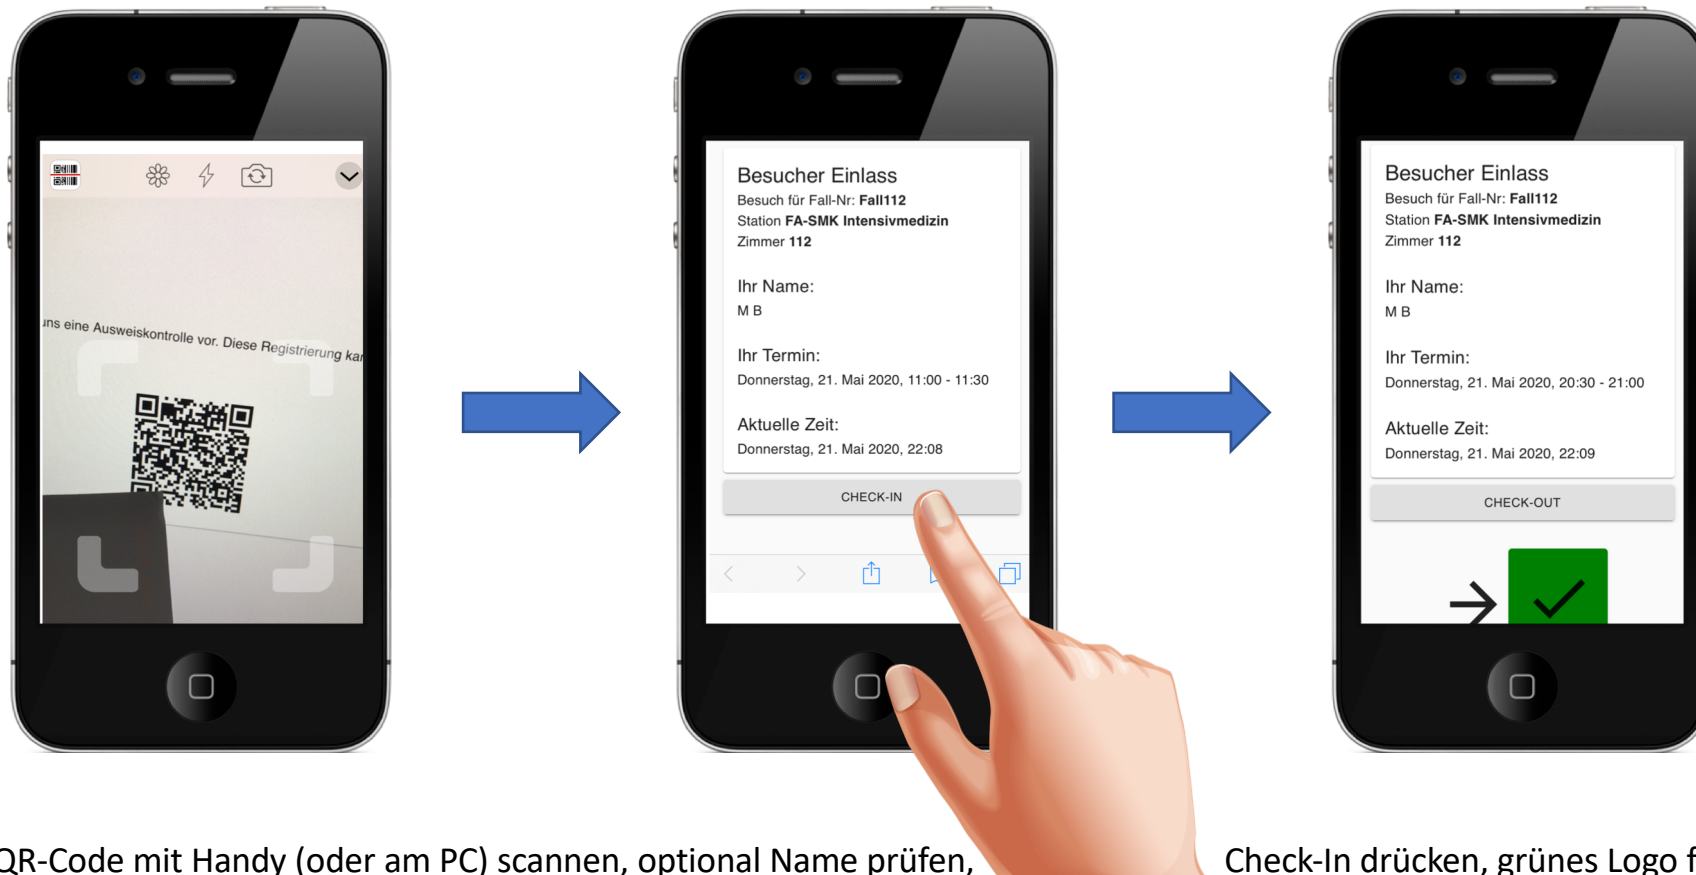 uns eine Ausweiskontrolle vor. Diese Registrierung
Besucher Einlass
Besuch für Fall-Nr: Fall112
Station FA-SMK Intensivmedizin
Zimmer 112
Ihr Name:
M B
Ihr Termin:
Donnerstag, 21. Mai 2020, 11:00 - 11:30
Aktuelle Zeit:
Donnerstag, 21. Mai 2020, 22:08
CHECK-IN
Besucher Einlass
Besuch für Fall-Nr: Fall112
Station FA-SMK Intensivmedizin
Zimmer 112
Ihr Name:
M B
Ihr Termin:
Donnerstag, 21. Mai 2020, 20:30 - 21:00
Aktuelle Zeit:
Donnerstag, 21. Mai 2020, 22:09
CHECK-OUT
QR-Code mit Handy (oder am PC) scannen, optional Name prüfen,
Check-In drücken, grünes Logo